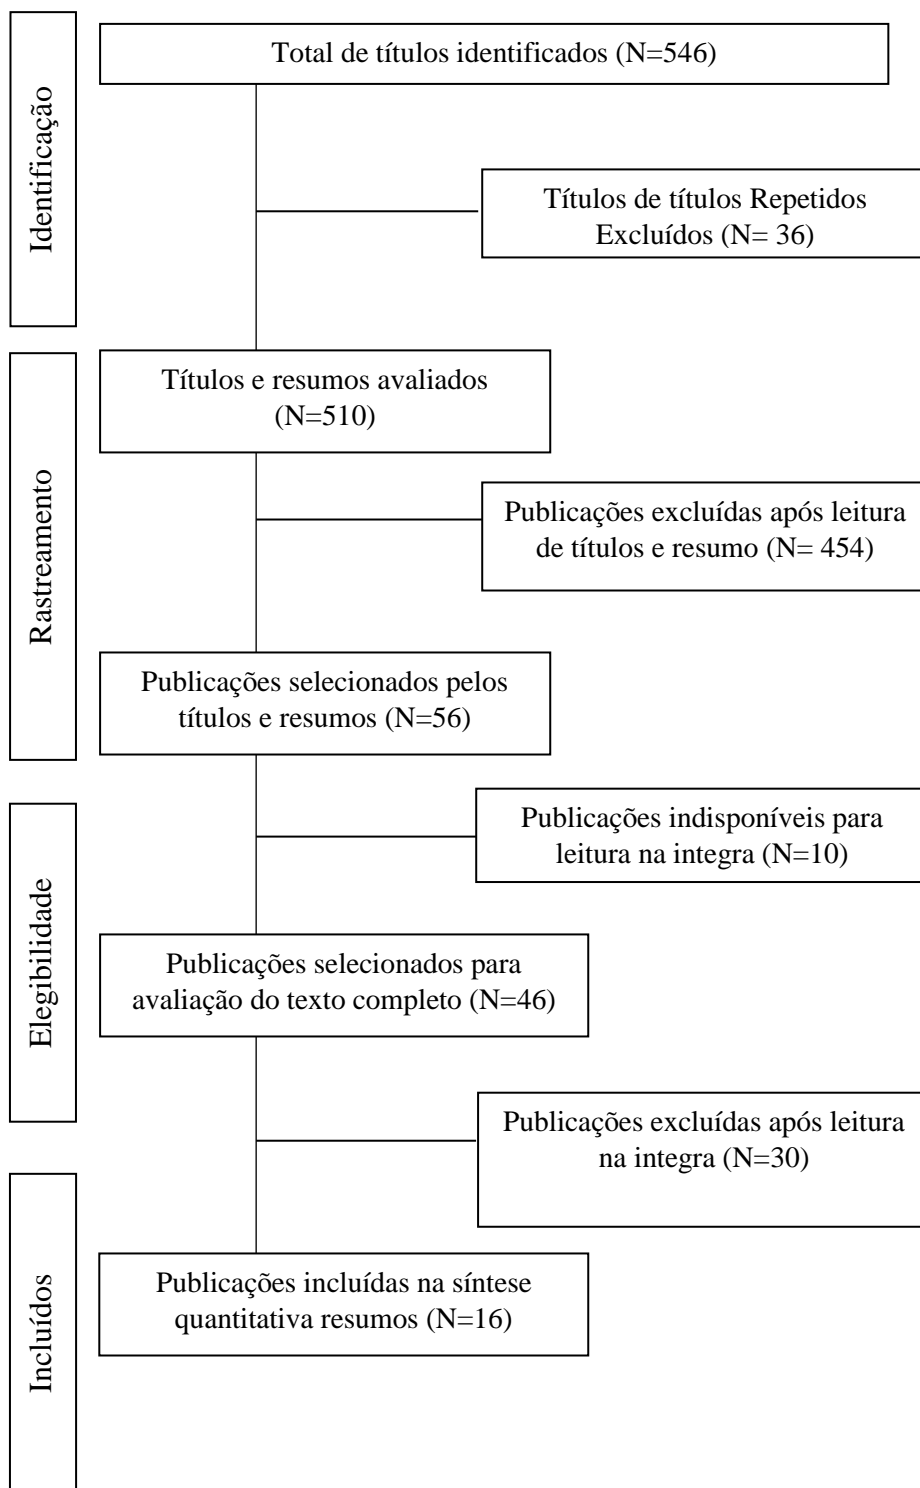 Identificação
Total de títulos identificados (N=546)
Títulos de títulos Repetidos
Excluídos (N= 36)
Rastreamento
Títulos e resumos avaliados
(N=510)
Publicações excluídas após leitura
de títulos e resumo (N= 454)
Publicações selecionados pelos
títulos e resumos (N=56)
Elegibilidade
Publicações indisponíveis para
leitura na integra (N=10)
Publicações selecionados para
avaliação do texto completo (N=46)
Publicações excluídas após leitura
na integra (N=30)
Incluídos
Publicações incluídas na síntese
quantitativa resumos (N=16)